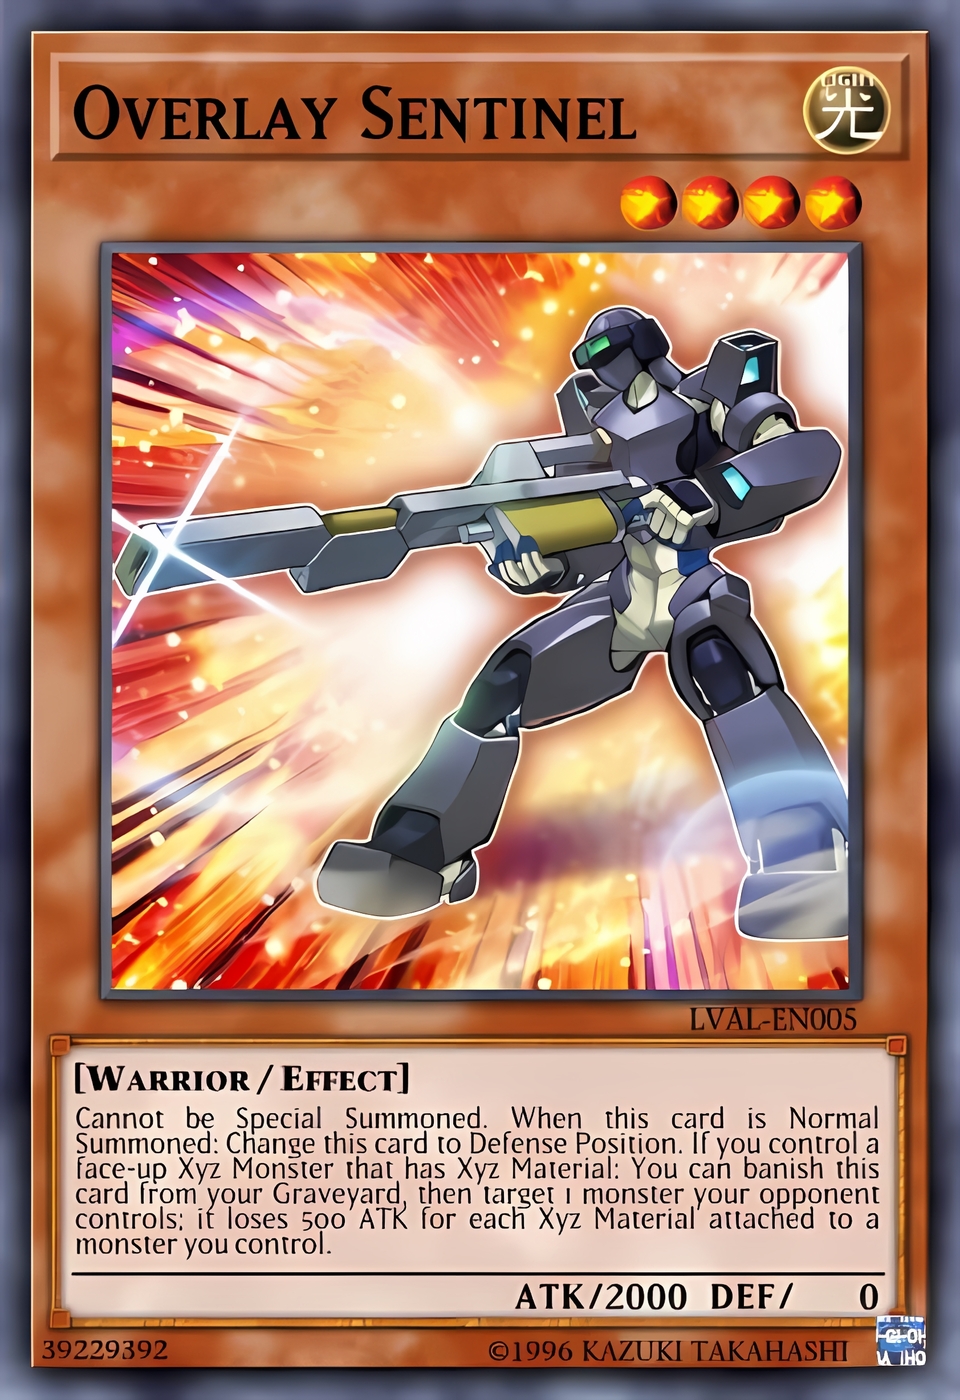 OVERLAY SENTINEL
光
LVAL-EN005
[WARRIOR / EFFECT]
Cannot be Special Summoned. When this card is Normal
Summoned: Change this card to Defense Position. If you control a
face-up Xyz Monster that has Xyz Material: You can banish this
card from your Graveyard, then target 1 monster your opponent
controls; it loses 500 ATK for each Xyz Material attached to a
monster you control.
ATK/2000 DEF/ 0
39229392
©1996 KAZUKI TAKAHASHI